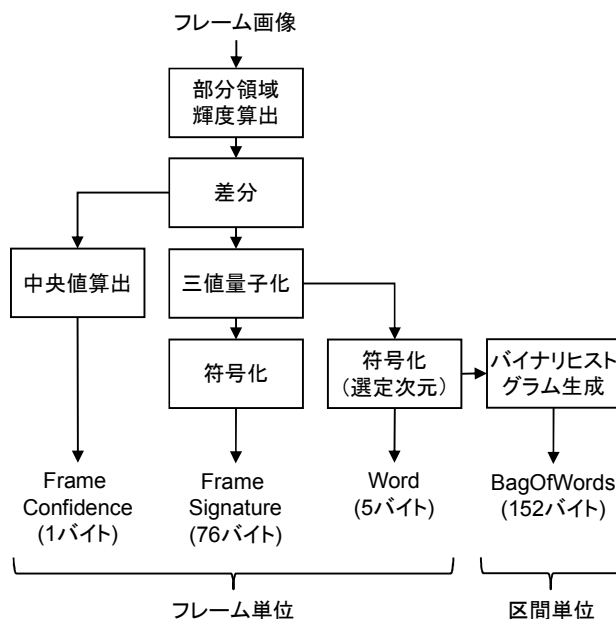 フレーム画像
部分領域
輝度算出
差分
中央値算出
三値量子化
符号化
符号化
(選定次元)
バイナリヒスト
グラム生成
Frame
Confidence
(1バイト)
Frame
Signature
(76バイト)
Word
(5バイト)
BagOfWords
(152バイト)
フレーム単位
区間単位